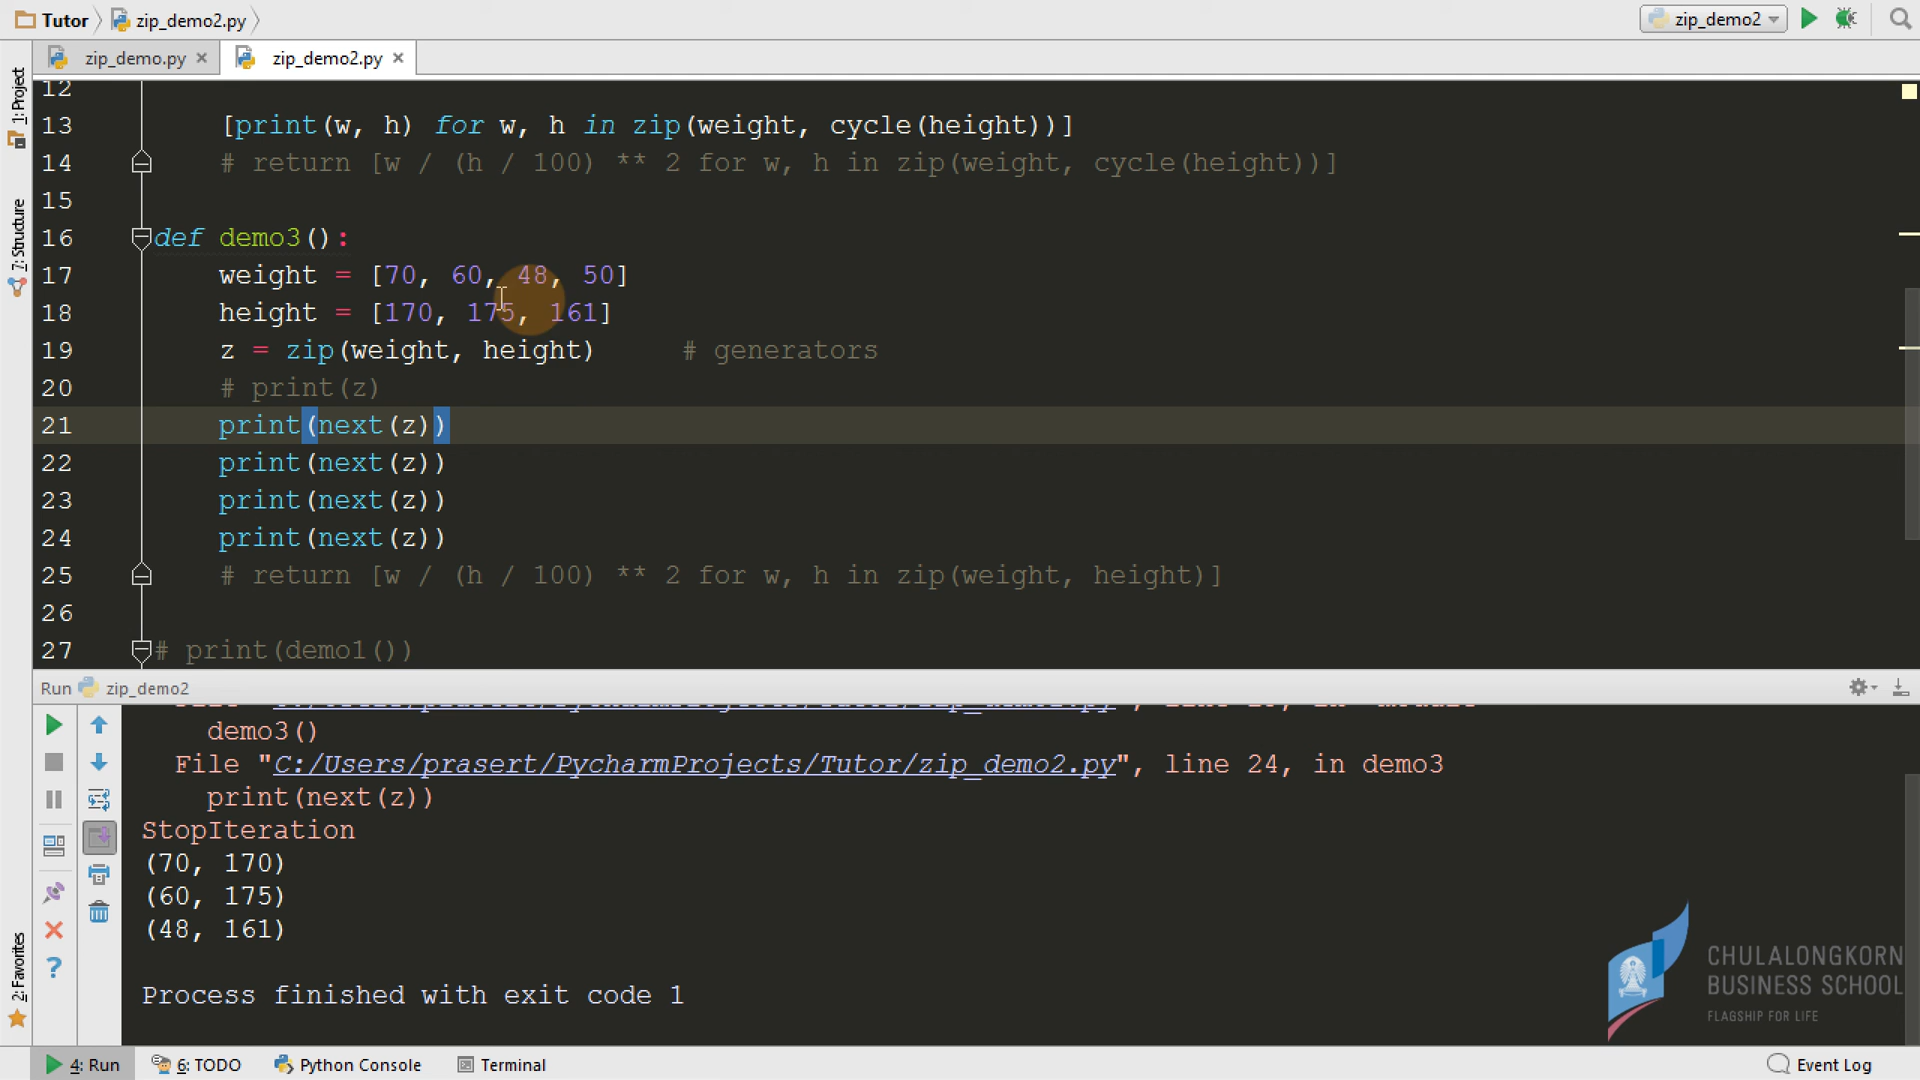 Tutor zip_demo2.py zip_demo2
zip_demo.py zip_demo2.py
1: Project
7: Structure
2: Favorites
12
13 [print(w, h) for w, h in zip(weight, cycle(height))]
14 # return [w / (h / 100) ** 2 for w, h in zip(weight, cycle(height))]
15
16 def demo3():
17 weight = [70, 60, 48, 50]
18 height = [170, 175, 161]
19 z = zip(weight, height) # generators
20 # print(z)
21 print(next(z))
22 print(next(z))
23 print(next(z))
24 print(next(z))
25 # return [w / (h / 100) ** 2 for w, h in zip(weight, height)]
26
27 # print(demo1())
Run zip_demo2
demo3()
File "C:/Users/prasert/PycharmProjects/Tutor/zip_demo2.py", line 24, in demo3
print(next(z))
StopIteration
(70, 170)
(60, 175)
(48, 161)
Process finished with exit code 1
CHULALONGKORN
BUSINESS SCHOOL
FLAGSHIP FOR LIFE
4: Run 6: TODO Python Console Terminal Event Log